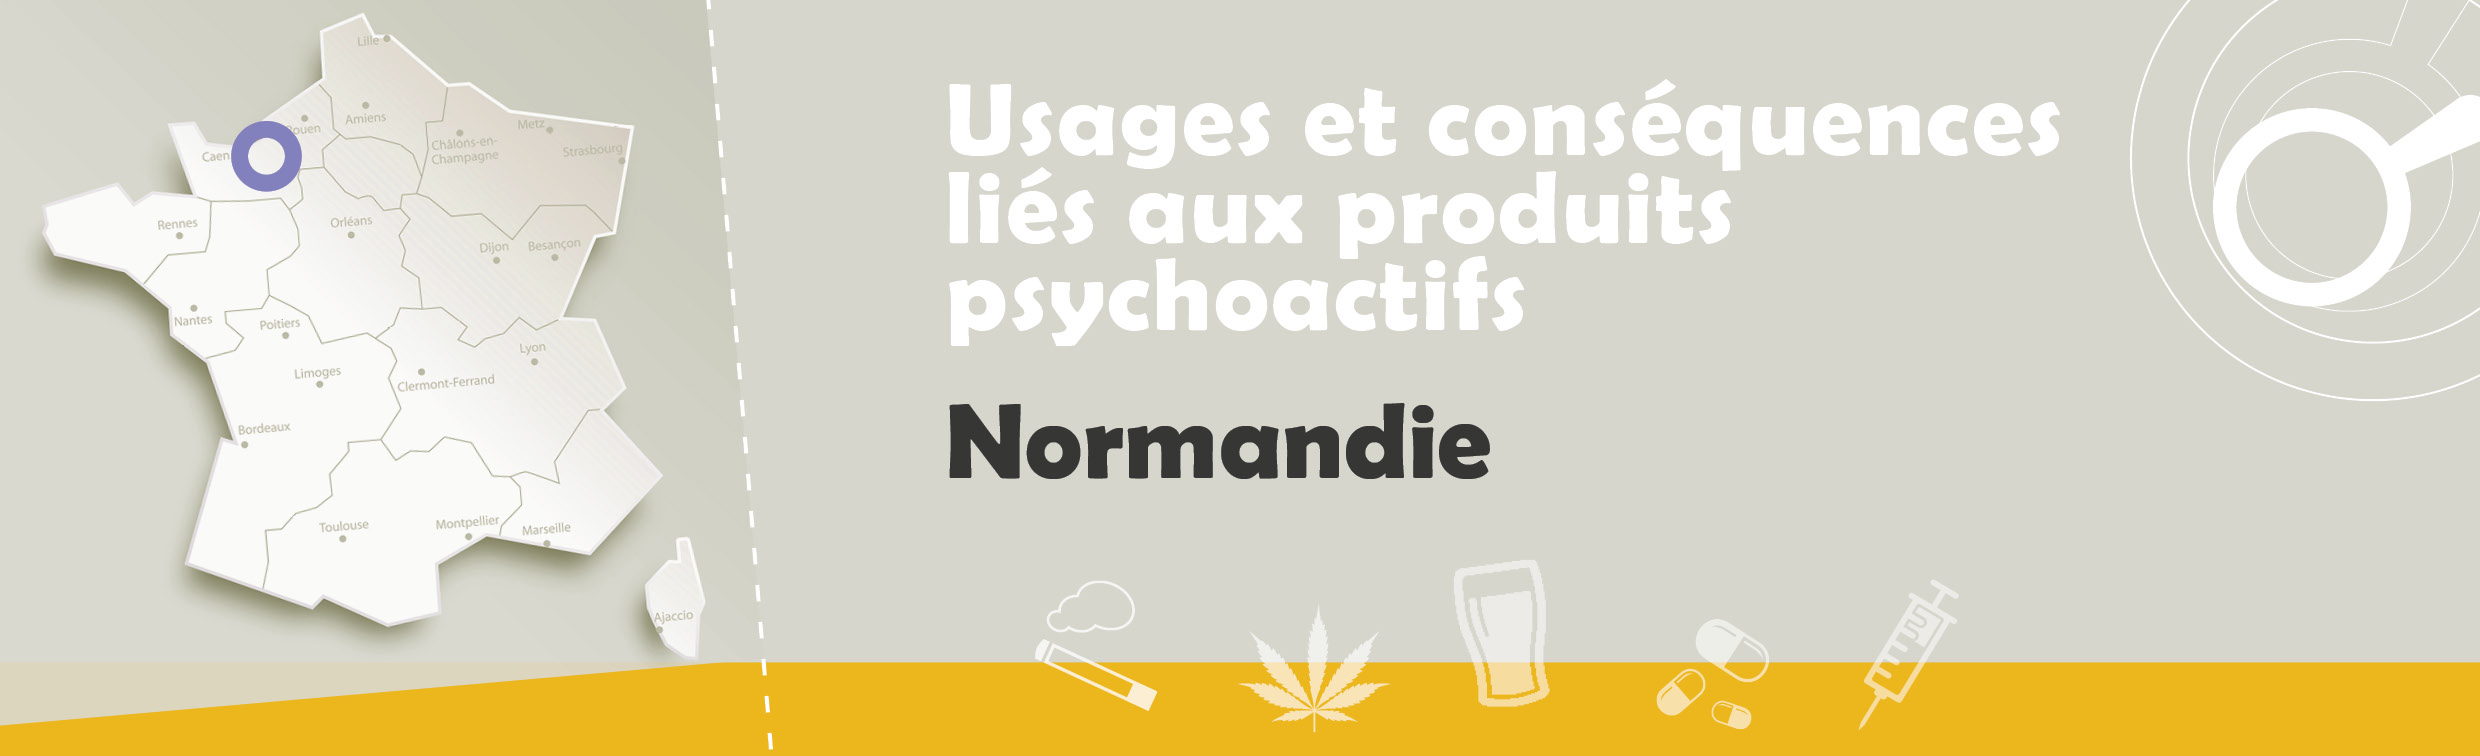 Lille
Amiens
Rouen
Caen
Châlons-en-
Champagne
Metz
Strasbourg
Rennes
Orléans
Dijon
Besançon
Nantes
Poitiers
Limoges
Clermont-Ferrand
Lyon
Bordeaux
Toulouse
Montpellier
Marseille
Ajaccio
Usages et conséquences
liés aux produits
psychoactifs
Normandie